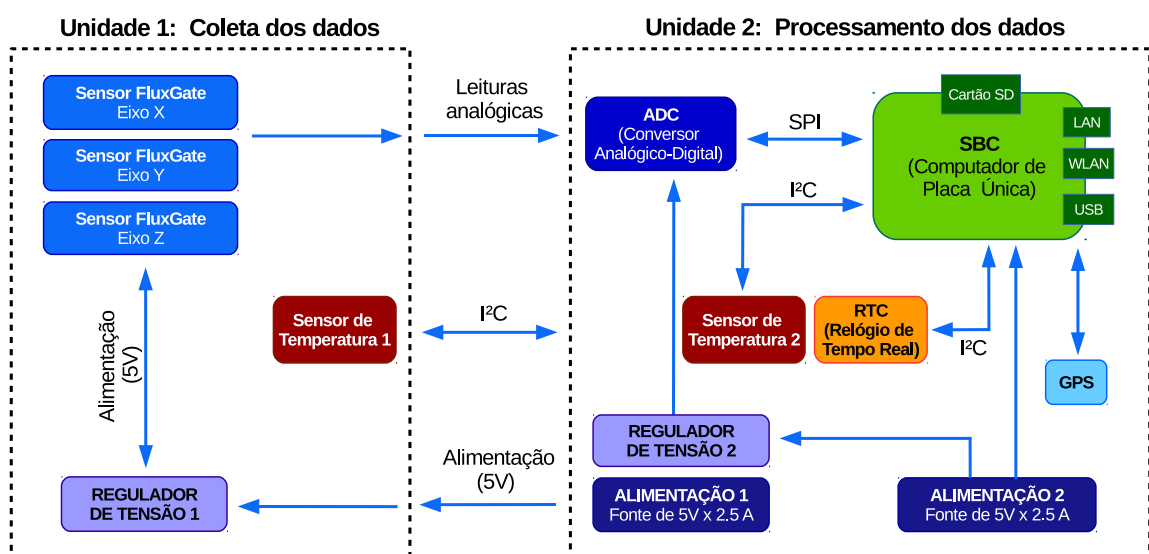 Unidade 1: Coleta dos dados
Sensor FluxGate
Eixo X
Sensor FluxGate
Eixo Y
Sensor FluxGate
Eixo Z
Alimentação
(5V)
Sensor de
Temperatura 1
REGULADOR
DE TENSÃO 1
Leituras
analógicas
I²C
Alimentação
(5V)
Unidade 2: Processamento dos dados
ADC
(Conversor
Analógico-Digital)
SPI
I²C
Cartão SD
SBC
(Computador de
Placa Única)
LAN
WLAN
USB
Sensor de
Temperatura 2
RTC
(Relógio de
Tempo Real)
I²C
GPS
REGULADOR
DE TENSÃO 2
ALIMENTAÇÃO 1
Fonte de 5V x 2.5 A
ALIMENTAÇÃO 2
Fonte de 5V x 2.5 A